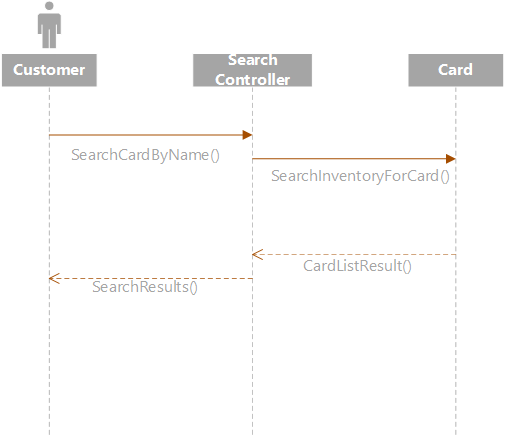 Customer
Search
Controller
Card
SearchCardByName()
SearchInventoryForCard()
CardListResult()
SearchResults()